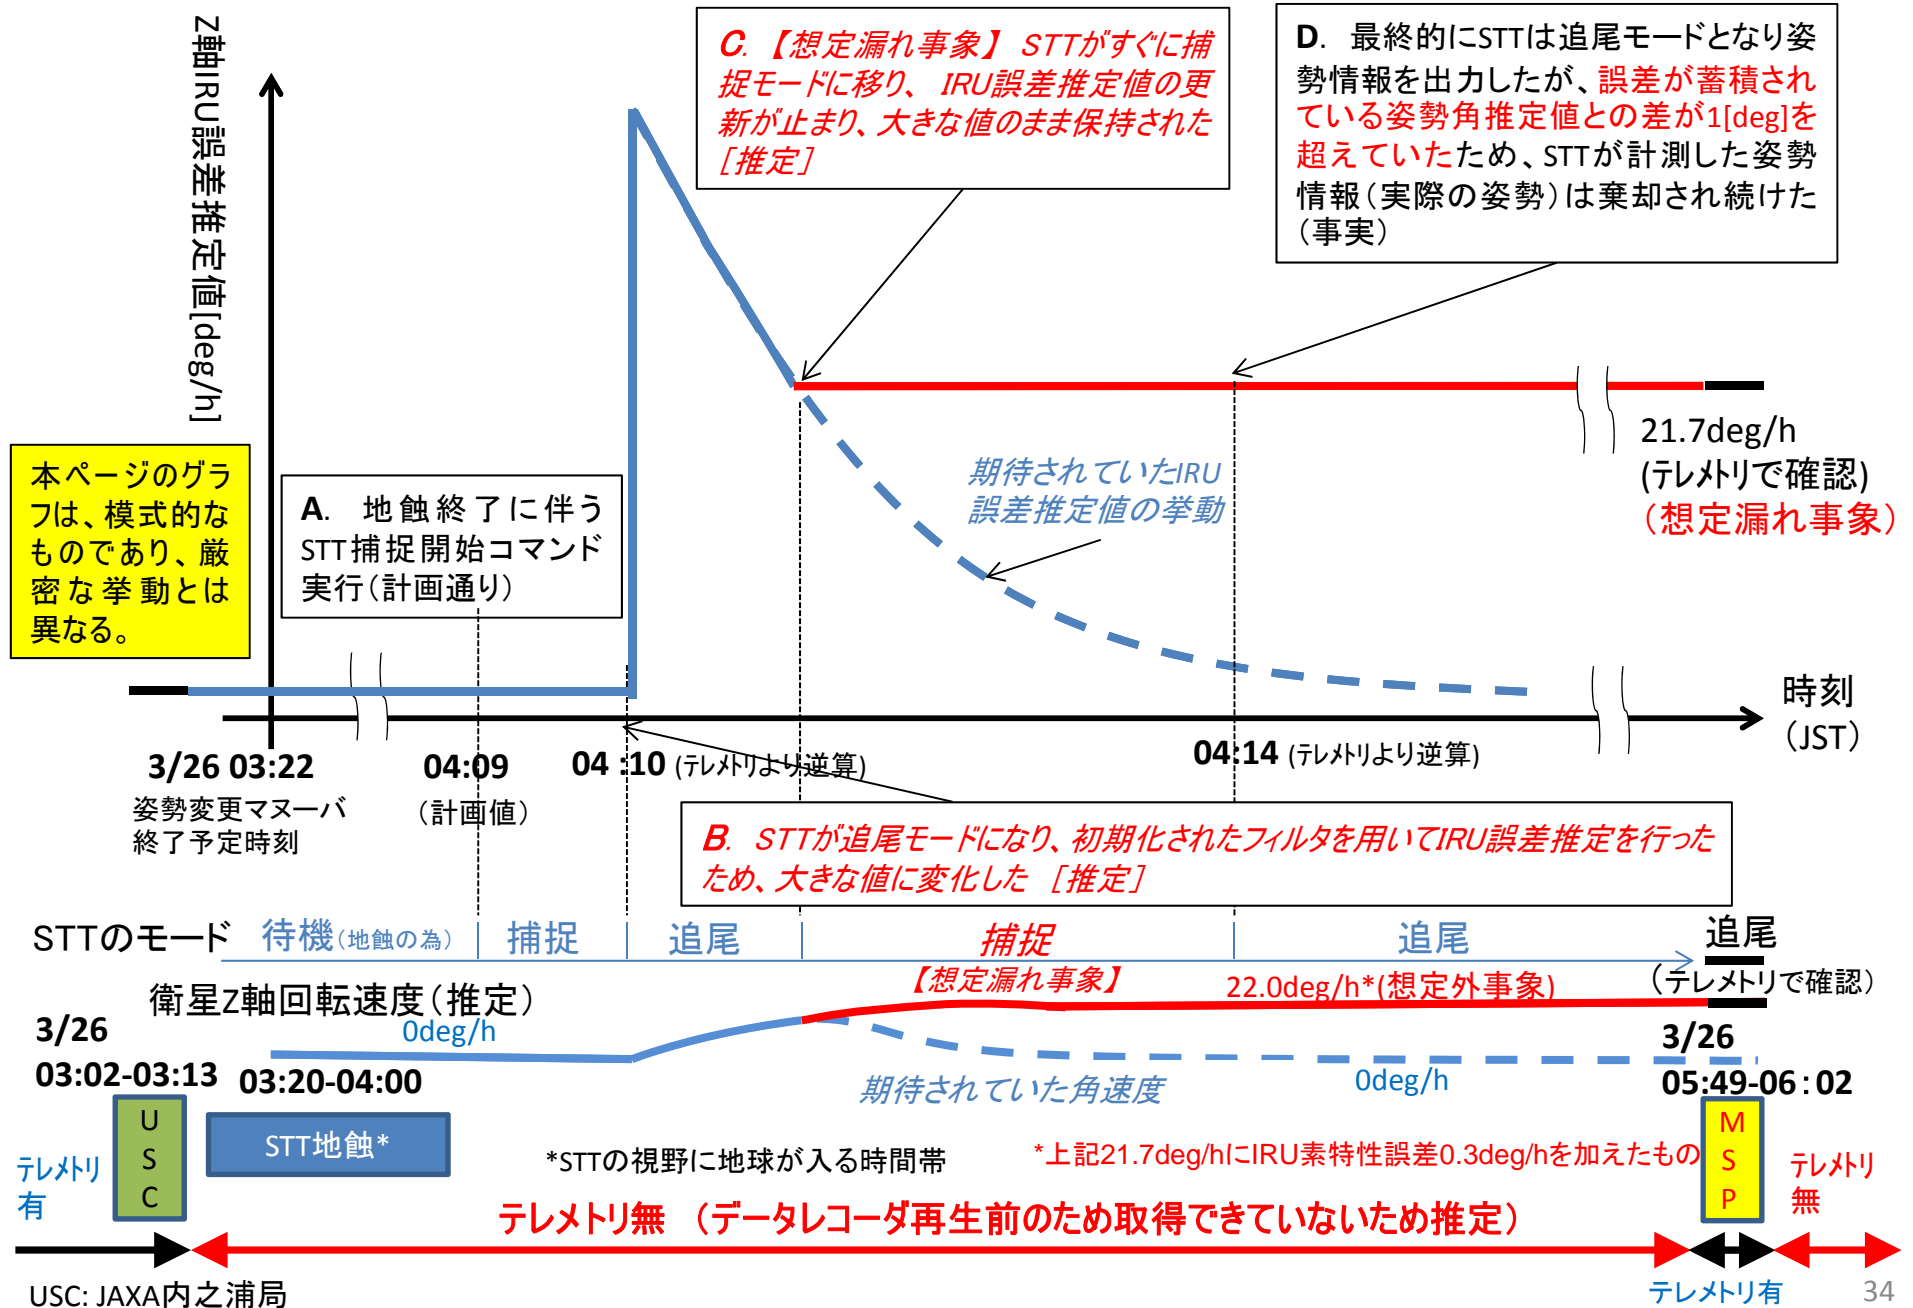 Z軸IRU誤差推定値[deg/h]
C.【想定漏れ事象】 STTがすぐに捕
捉モードに移り、 IRU誤差推定値の更
新が止まり、大きな値のまま保持された
［推定］
D. 最終的にSTTは追尾モードとなり姿
勢情報を出力したが、誤差が蓄積され
ている姿勢角推定値との差が1[deg]を
超えていたため、STTが計測した姿勢
情報（実際の姿勢）は棄却され続けた
（事実）
本ページのグラ
フは、模式的な
ものであり、厳
密な挙動とは
異なる。
A. 地蝕終了に伴う
STT捕捉開始コマンド
実行（計画通り）
期待されていたIRU
誤差推定値の挙動
21.7deg/h
(テレメトリで確認)
（想定漏れ事象）
時刻
（JST）
3/26 03:22
姿勢変更マヌーバ
終了予定時刻
04:09
（計画値）
04 :10 (テレメトリより逆算)
04:14 (テレメトリより逆算)
B. STTが追尾モードになり、初期化されたフィルタを用いてIRU誤差推定を行った
ため、大きな値に変化した ［推定］
STTのモード 待機（地蝕の為） 捕捉 追尾 捕捉 追尾 追尾
【想定漏れ事象】
（テレメトリで確認）
衛星Z軸回転速度（推定）
22.0deg/h*(想定外事象)
0deg/h
3/26
03:02-03:13
03:20-04:00
期待されていた角速度
0deg/h
3/26
05:49-06：02
USC
STT地蝕*
*STTの視野に地球が入る時間帯
*上記21.7deg/hにIRU素特性誤差0.3deg/hを加えたもの
MSP
テレメトリ
有
テレメトリ
無
テレメトリ無 （データレコーダ再生前のため取得できていないため推定）
USC: JAXA内之浦局
テレメトリ有
34